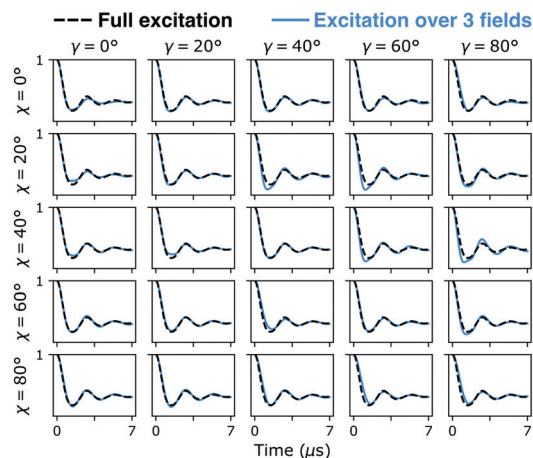 Full excitation Excitation over 3 fields
γ = 0° γ = 20° γ = 40° γ = 60° γ = 80°
χ = 0° 1
χ = 20° 1
χ = 40° 1
χ = 60° 1
χ = 80° 1
0 7 0 7 0 7 0 7 0 7
Time (μs)